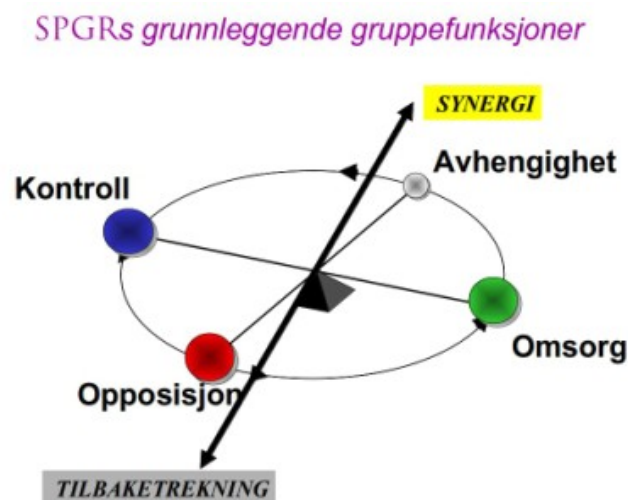 SPGRs grunnleggende gruppefunksjoner
SYNERGI
Avhengighet
Kontroll
Omsorg
Opposisjon
TILBAKETREKNING